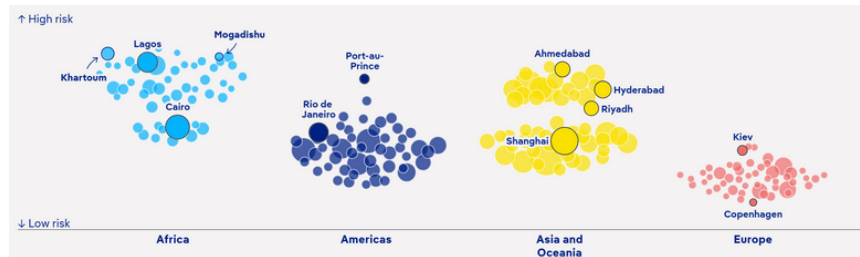 ↑ High risk
Lagos
Mogadishu
Khartoum
Cairo
Port-au-
Prince
Rio de
Janeiro
Ahmedabad
Hyderabad
Riyadh
Shanghai
Kiev
Copenhagen
↓ Low risk
Africa
Americas
Asia and
Oceania
Europe